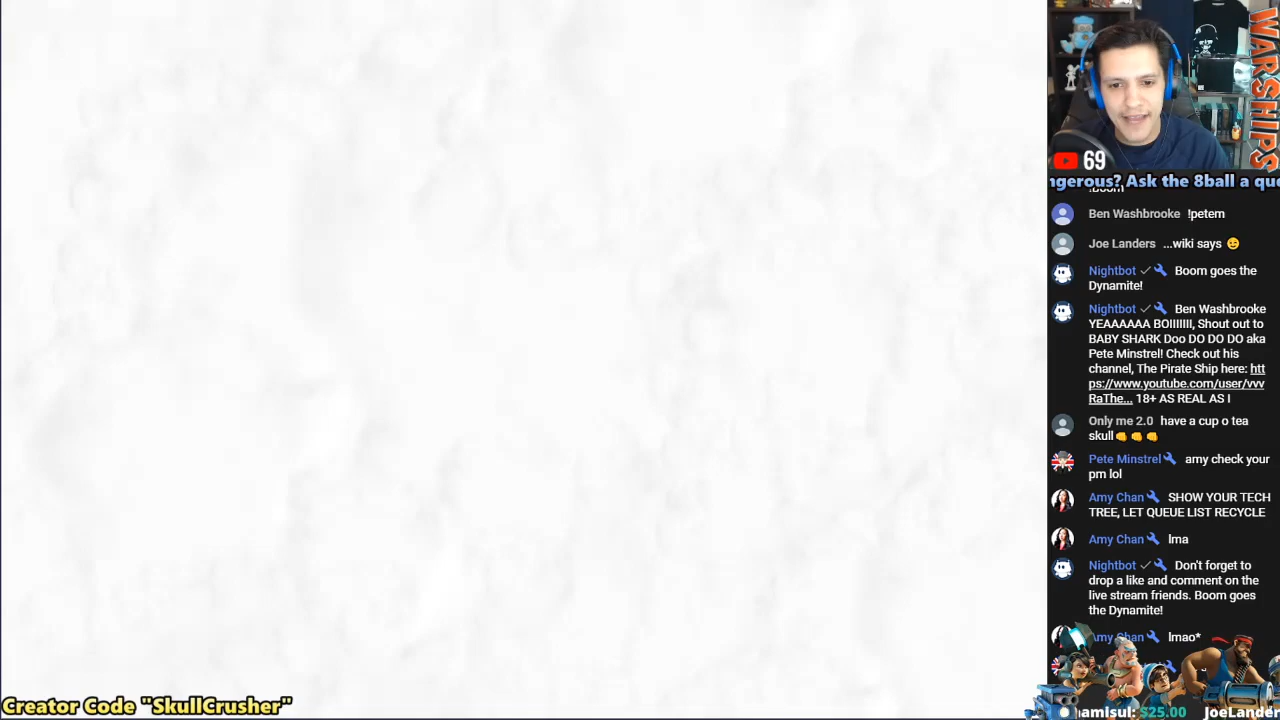 WARSHIPS
69
ngerous? Ask the 8ball a que
!Boom
Ben Washbrooke !petem
Joe Landers ...wiki says 😉
Nightbot Boom goes the
Dynamite!
Nightbot Ben Washbrooke
YEAAAAAA BOIIIIII, Shout out to
BABY SHARK Doo DO DO DO aka
Pete Minstrel! Check out his
channel, The Pirate Ship here: htt
ps://www.youtube.com/user/vvv
RaThe... 18+ AS REAL AS I
Only me 2.0 have a cup o tea
skull👊👊👊
Pete Minstrel amy check your
pm lol
Amy Chan SHOW YOUR TECH
TREE, LET QUEUE LIST RECYCLE
Amy Chan lma
Nightbot Don't forget to
drop a like and comment on the
live stream friends. Boom goes
the Dynamite!
Amy Chan lmao*
Creator Code "SkullCrusher"
amisul: $25.00 JoeLander